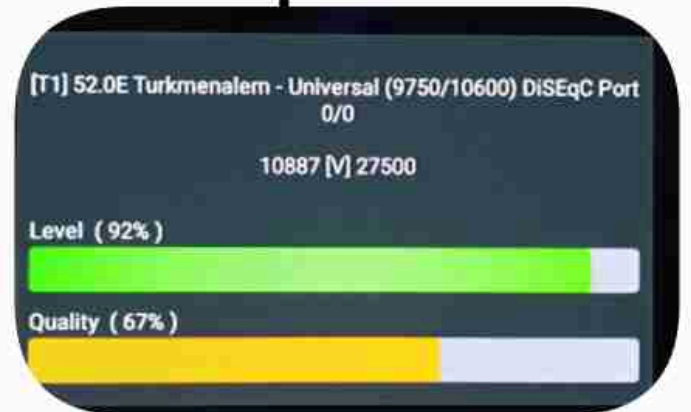 [T1] 52.0E Turkmenalem - Universal (9750/10600) DiSEqC Port
0/0
10887 [V] 27500
Level ( 92% )
Quality ( 67% )